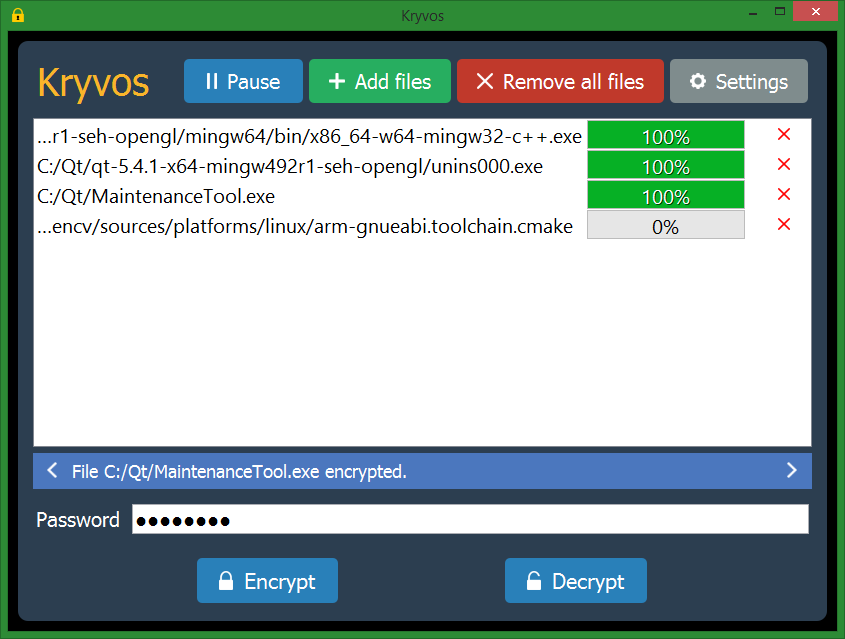 Kryvos
Kryvos Pause Add files Remove all files Settings
...r1-seh-opengl/mingw64/bin/x86_64-w64-mingw32-c++.exe 100%
C:/Qt/qt-5.4.1-x64-mingw492r1-seh-opengl/unins000.exe 100%
C:/Qt/MaintenanceTool.exe 100%
...encv/sources/platforms/linux/arm-gnueabi.toolchain.cmake 0%
File C:/Qt/MaintenanceTool.exe encrypted.
Password ●●●●●●●●
Encrypt Decrypt